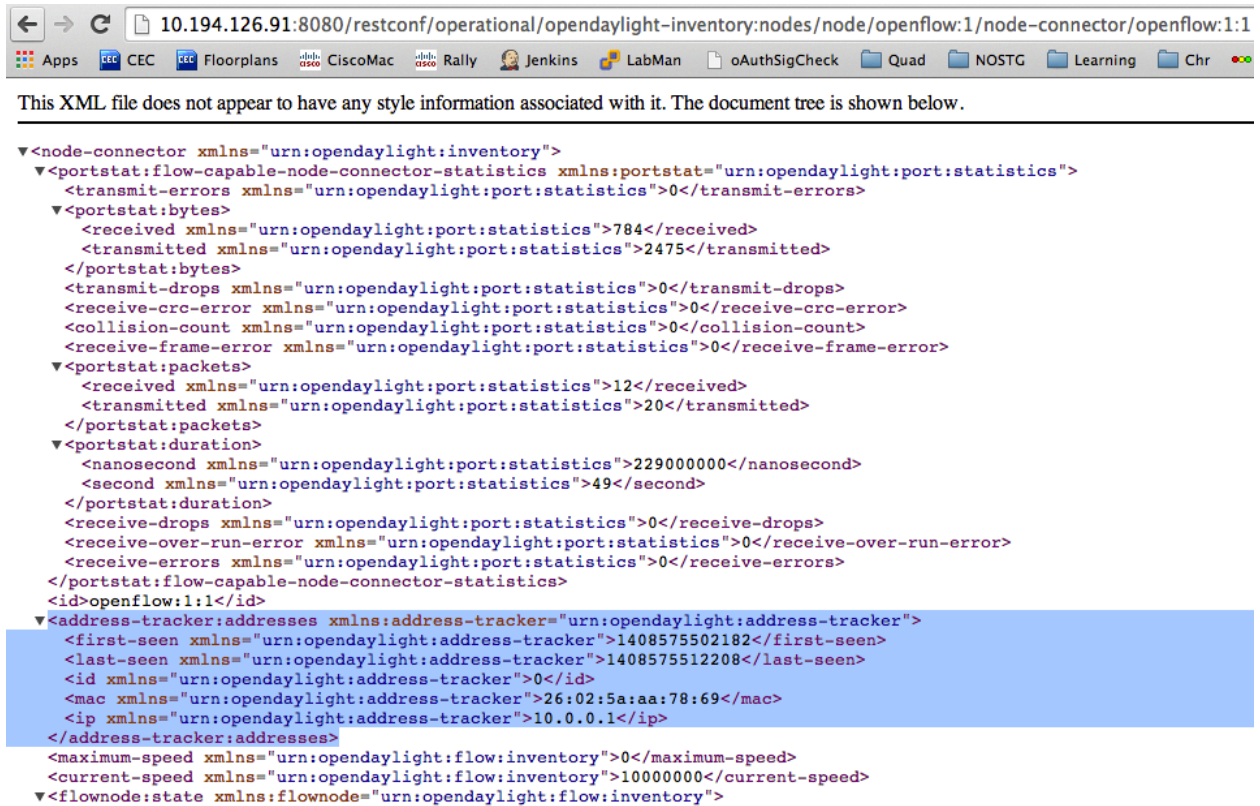 10.194.126.91:8080/restconf/operational/opendaylight-inventory:nodes/node/openflow:1/node-connector/openflow:1:1
Apps CEC CEC CEC Floorplans cisco CiscoMac cisco Rally Jenkins LabMan oAuthSigCheck Quad NOSTG Learning Chr
This XML file does not appear to have any style information associated with it. The document tree is shown below.
▼<node-connector xmlns="urn:opendaylight:inventory">
▼<portstat:flow-capable-node-connector-statistics xmlns:portstat="urn:opendaylight:port:statistics">
<transmit-errors xmlns="urn:opendaylight:port:statistics">0</transmit-errors>
▼<portstat:bytes>
<received xmlns="urn:opendaylight:port:statistics">784</received>
<transmitted xmlns="urn:opendaylight:port:statistics">2475</transmitted>
</portstat:bytes>
<transmit-drops xmlns="urn:opendaylight:port:statistics">0</transmit-drops>
<receive-crc-error xmlns="urn:opendaylight:port:statistics">0</receive-crc-error>
<collision-count xmlns="urn:opendaylight:port:statistics">0</collision-count>
<receive-frame-error xmlns="urn:opendaylight:port:statistics">0</receive-frame-error>
▼<portstat:packets>
<received xmlns="urn:opendaylight:port:statistics">12</received>
<transmitted xmlns="urn:opendaylight:port:statistics">20</transmitted>
</portstat:packets>
▼<portstat:duration>
<nanosecond xmlns="urn:opendaylight:port:statistics">229000000</nanosecond>
<second xmlns="urn:opendaylight:port:statistics">49</second>
</portstat:duration>
<receive-drops xmlns="urn:opendaylight:port:statistics">0</receive-drops>
<receive-over-run-error xmlns="urn:opendaylight:port:statistics">0</receive-over-run-error>
<receive-errors xmlns="urn:opendaylight:port:statistics">0</receive-errors>
</portstat:flow-capable-node-connector-statistics>
<id>openflow:1:1</id>
▼<address-tracker:addresses xmlns:address-tracker="urn:opendaylight:address-tracker">
<first-seen xmlns="urn:opendaylight:address-tracker">1408575502182</first-seen>
<last-seen xmlns="urn:opendaylight:address-tracker">1408575512208</last-seen>
<id xmlns="urn:opendaylight:address-tracker">0</id>
<mac xmlns="urn:opendaylight:address-tracker">26:02:5a:aa:78:69</mac>
<ip xmlns="urn:opendaylight:address-tracker">10.0.0.1</ip>
</address-tracker:addresses>
<maximum-speed xmlns="urn:opendaylight:flow:inventory">0</maximum-speed>
<current-speed xmlns="urn:opendaylight:flow:inventory">10000000</current-speed>
▼<flownode:state xmlns:flownode="urn:opendaylight:flow:inventory">